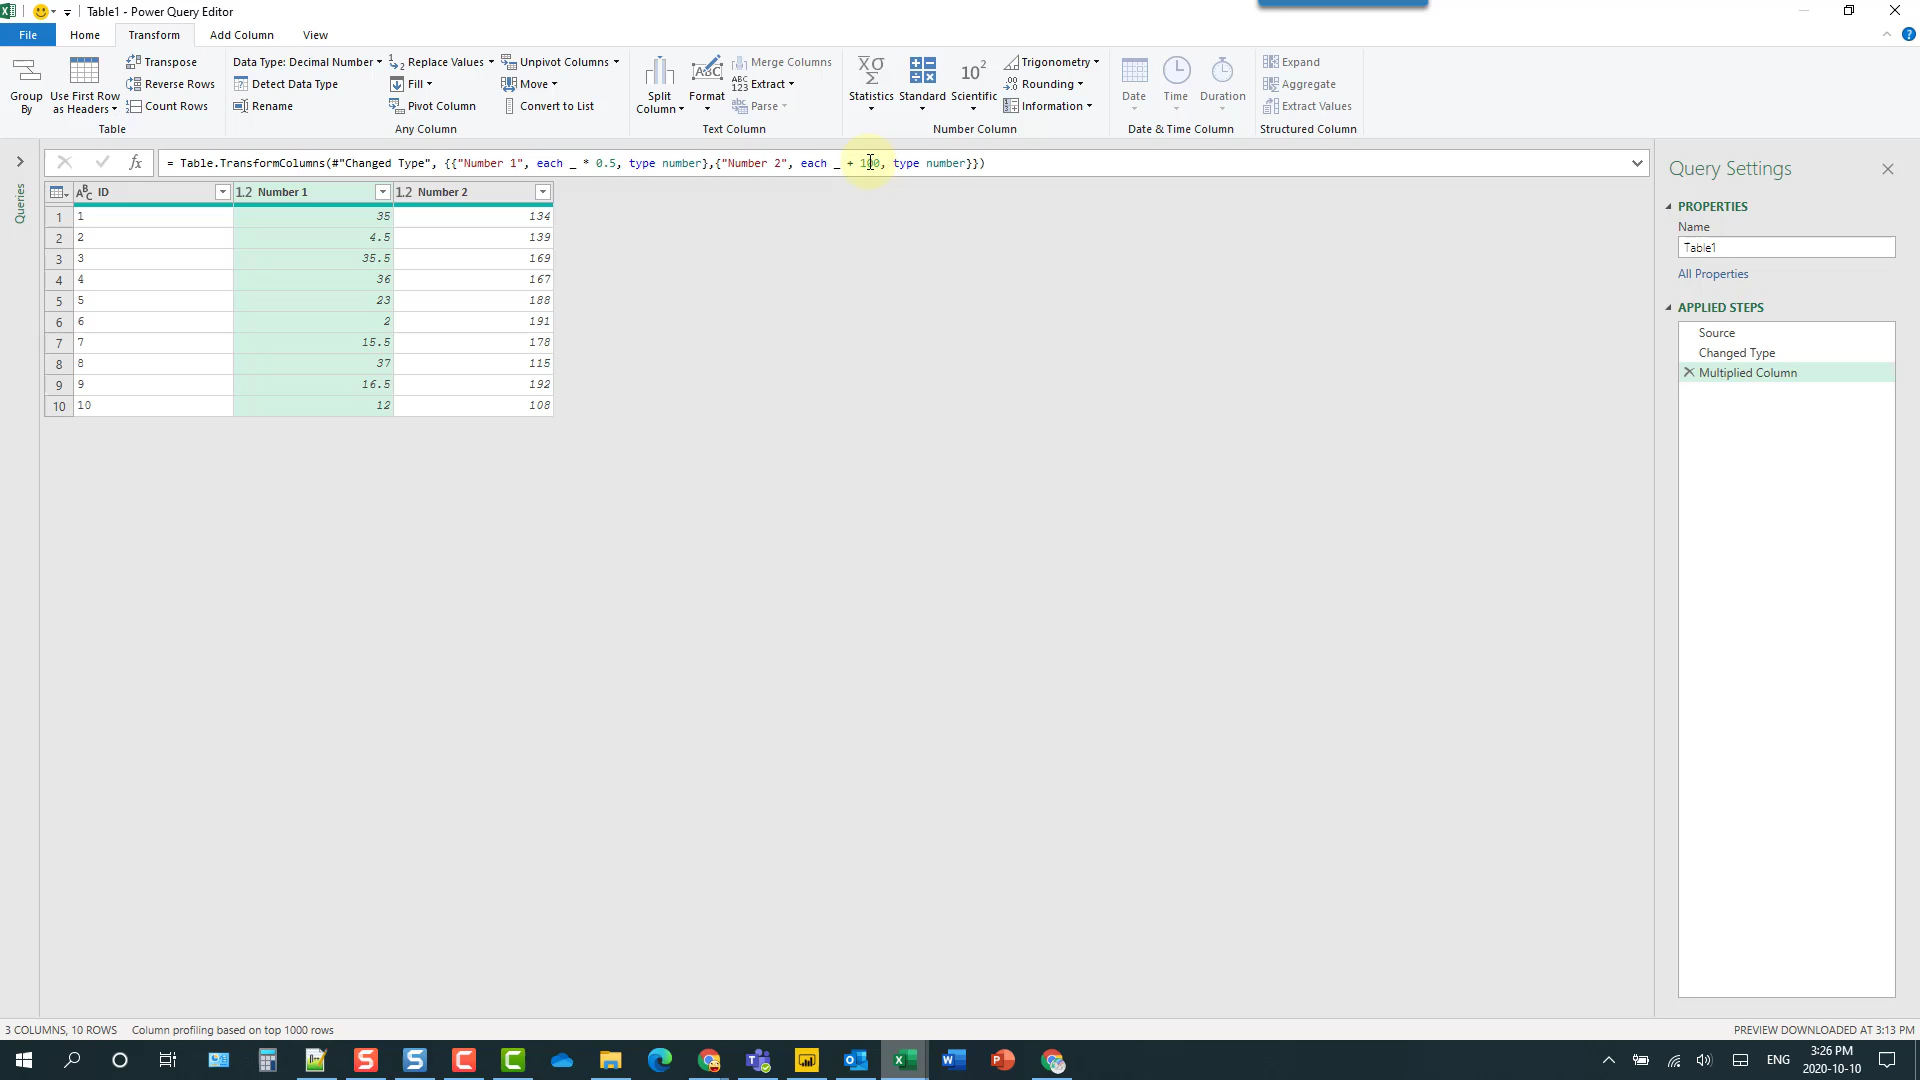 Table1 - Power Query Editor
File Home Transform Add Column View
Group By
Use First Row as Headers
Transpose
Reverse Rows
Count Rows
Table
Data Type: Decimal Number
Detect Data Type
Rename
Replace Values
Fill
Pivot Column
Unpivot Columns
Move
Convert to List
Any Column
Split Column
Format
Merge Columns
Extract
Parse
Text Column
Statistics
Standard
Scientific
Trigonometry
Rounding
Information
Number Column
Date
Time
Duration
Date & Time Column
Expand
Aggregate
Extract Values
Structured Column
= Table.TransformColumns(#"Changed Type", {{"Number 1", each _ * 0.5, type number},{"Number 2", each _ + 100, type number}})
Queries
ID 1.2 Number 1 1.2 Number 2
1 1 35 134
2 2 4.5 139
3 3 35.5 169
4 4 36 167
5 5 23 188
6 6 2 191
7 7 15.5 178
8 8 37 115
9 9 16.5 192
10 10 12 108
Query Settings
PROPERTIES
Name
Table1
All Properties
APPLIED STEPS
Source
Changed Type
Multiplied Column
3 COLUMNS, 10 ROWS Column profiling based on top 1000 rows
PREVIEW DOWNLOADED AT 3:13 PM
ENG
3:26 PM
2020-10-10